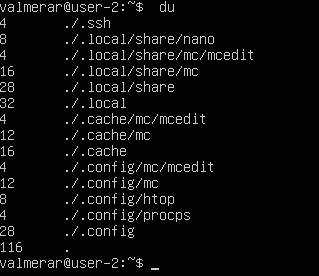 valmerar@user-2:~$  du
4       ./.ssh
8       ./.local/share/nano
4       ./.local/share/mc/mcedit
16      ./.local/share/mc
28      ./.local/share
32      ./.local
4       ./.cache/mc/mcedit
12      ./.cache/mc
16      ./.cache
4       ./.config/mc/mcedit
12      ./.config/mc
8       ./.config/htop
4       ./.config/procps
28      ./.config
116     .
valmerar@user-2:~$ _